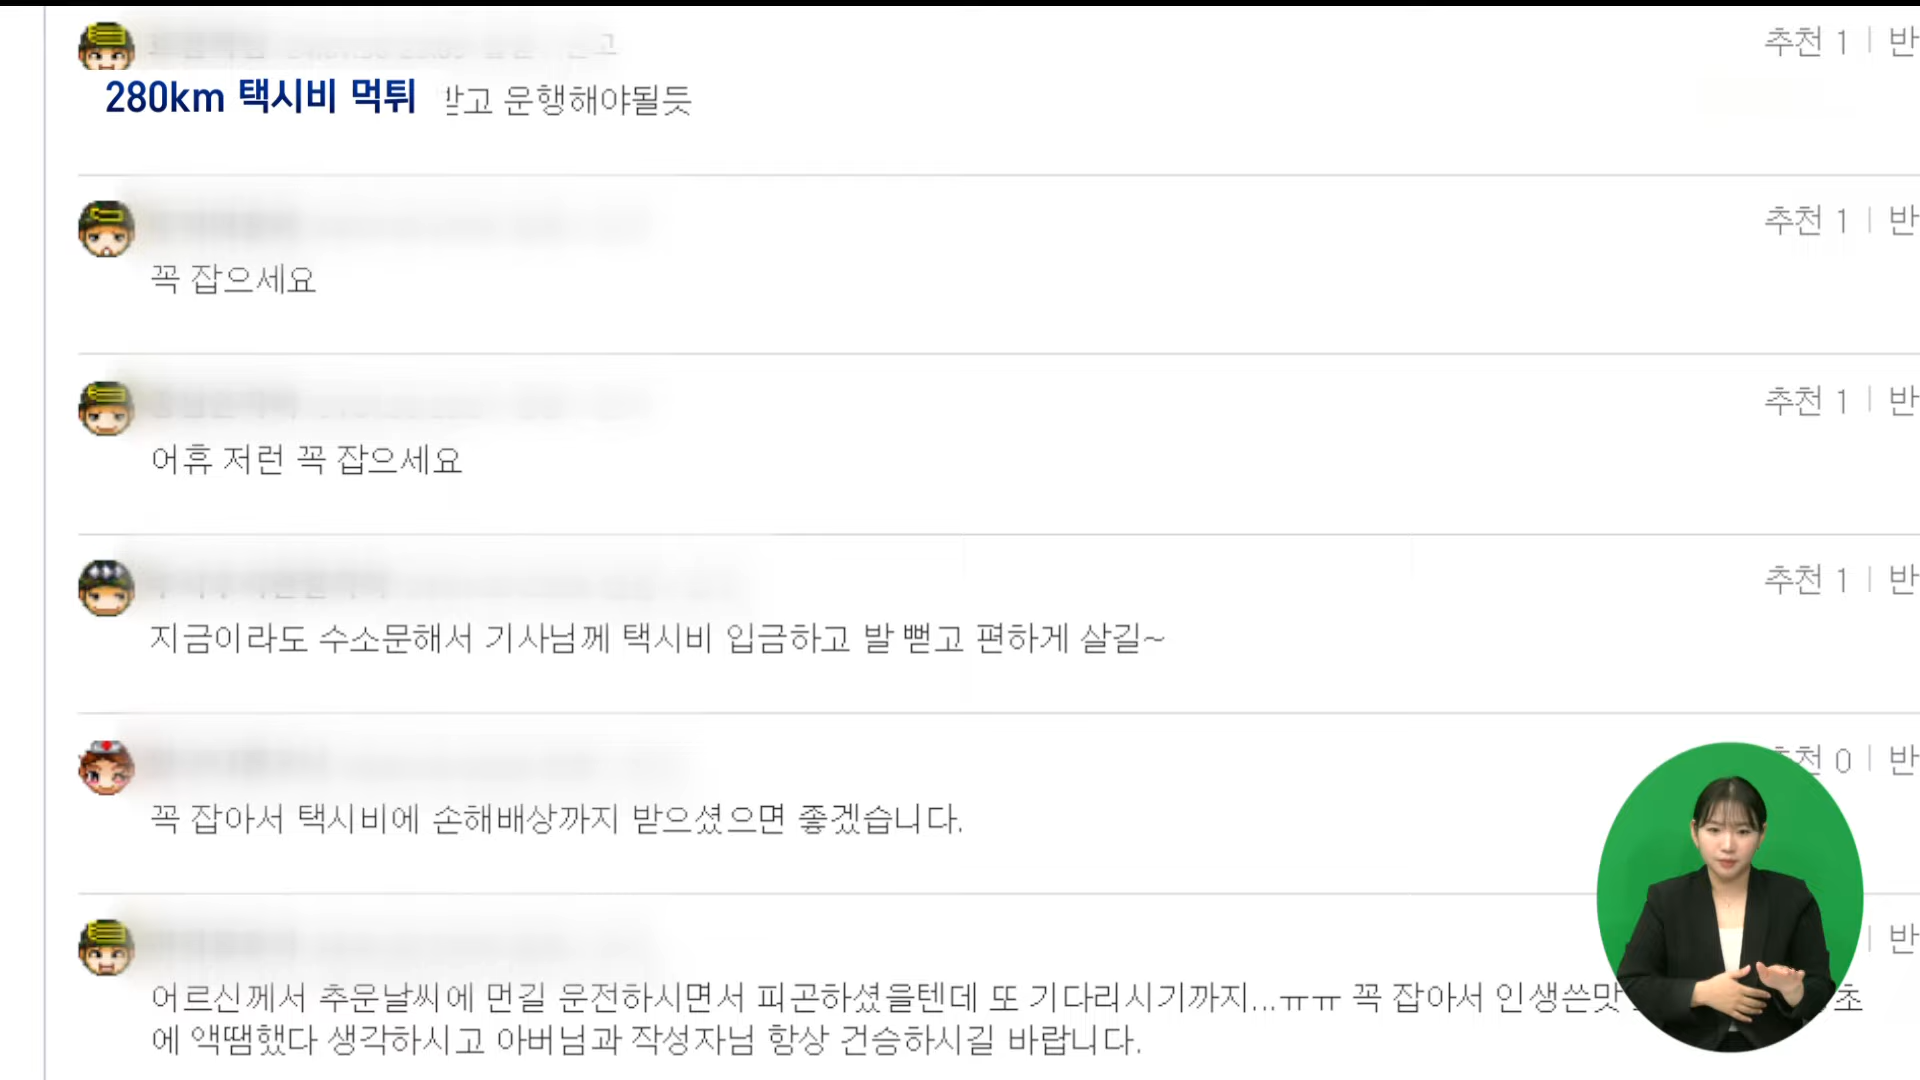 추천 1 | 반
280km 택시비 먹튀 받고 운행해야될듯
추천 1 | 반
꼭 잡으세요
추천 1 | 반
어휴 저런 꼭 잡으세요
추천 1 | 반
지금이라도 수소문해서 기사님께 택시비 입금하고 발 뻗고 편하게 살길~
추천 0 | 반
꼭 잡아서 택시비에 손해배상까지 받으셨으면 좋겠습니다.
| 반
어르신께서 추운날씨에 먼길 운전하시면서 피곤하셨을텐데 또 기다리시기까지...ㅠㅠ 꼭 잡아서 인생쓴맛 초
에 액땜했다 생각하시고 아버님과 작성자님 항상 건승하시길 바랍니다.